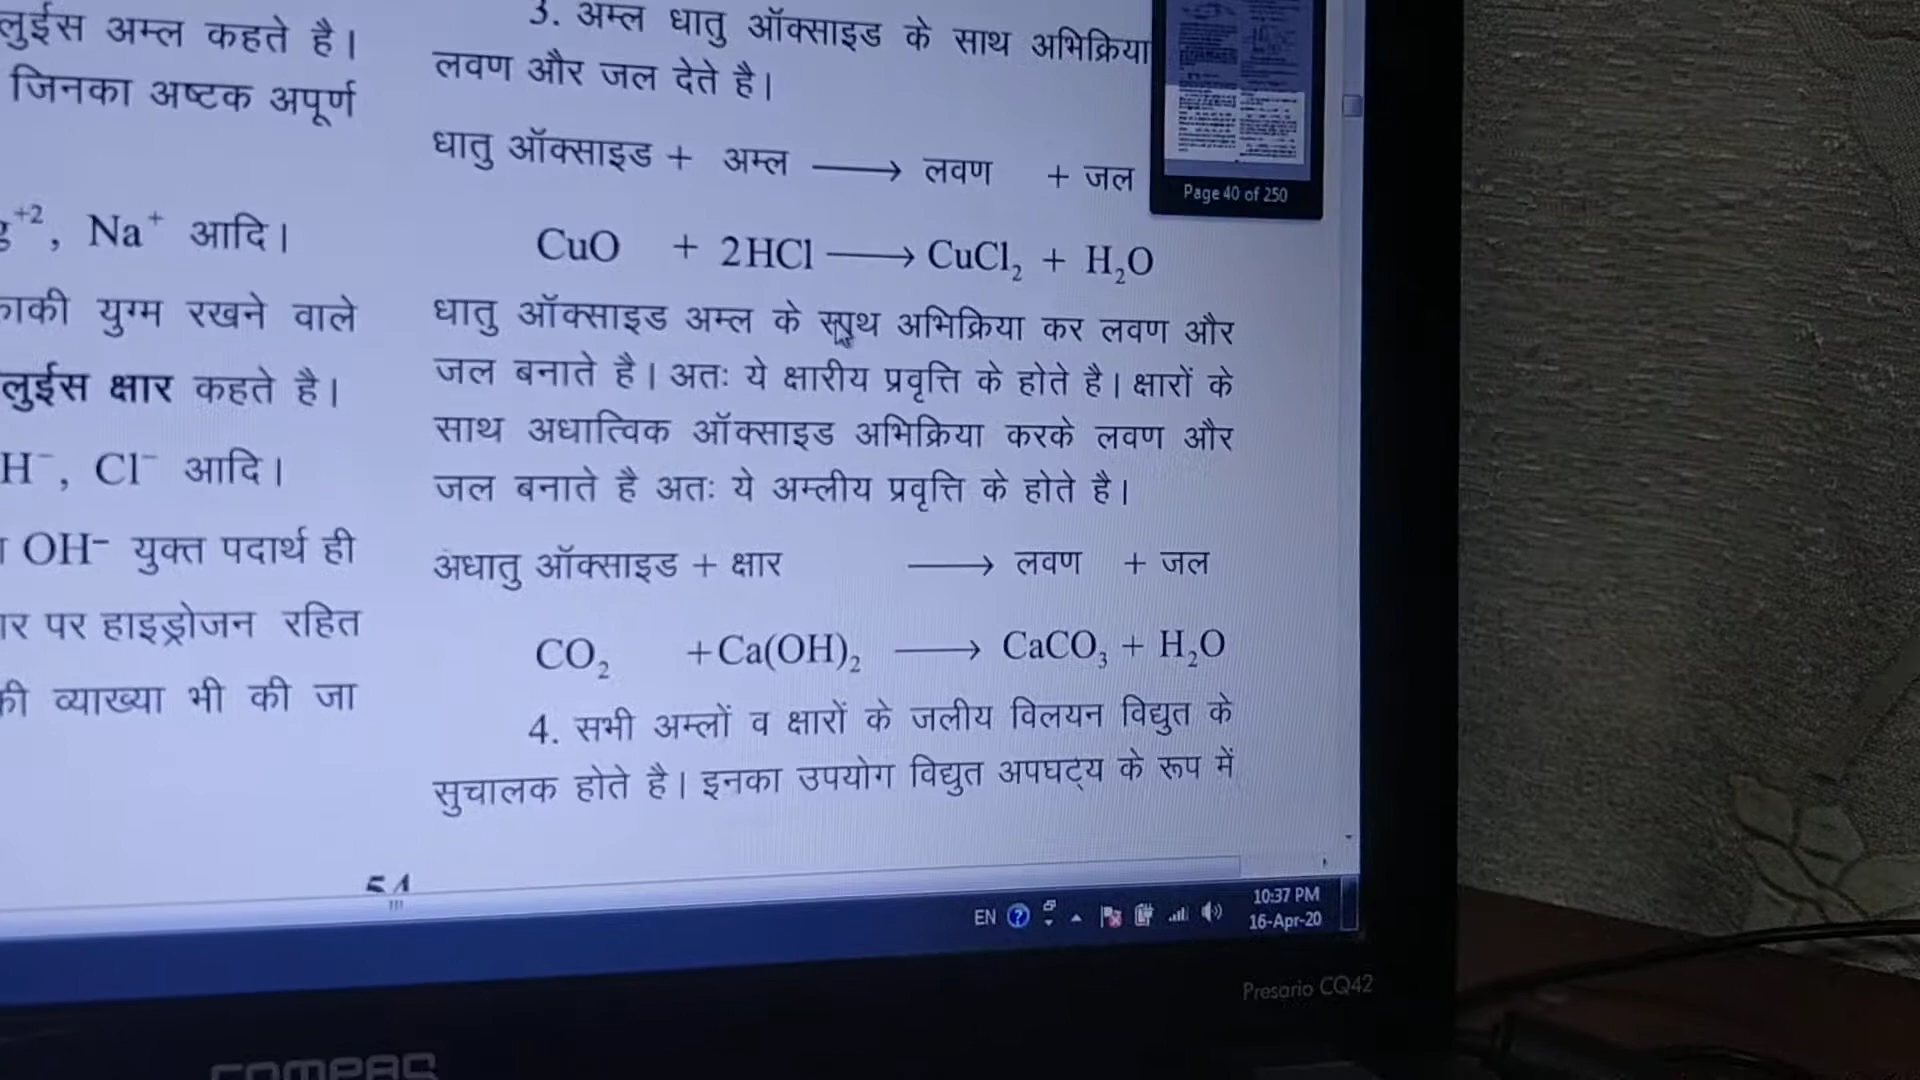 लुईस अम्ल कहते है।
जिनका अष्टक अपूर्ण
+2, Na+ आदि।
युग्म रखने वाले
लुईस क्षार कहते है।
H−, Cl− आदि।
OH− युक्त पदार्थ ही
पर हाइड्रोजन रहित
व्याख्या भी की जा
3. अम्ल धातु ऑक्साइड के साथ अभिक्रिया
लवण और जल देते है।
धातु ऑक्साइड + अम्ल ⟶ लवण + जल
CuO + 2HCl ⟶ CuCl₂ + H₂O
धातु ऑक्साइड अम्ल के साथ अभिक्रिया कर लवण और
जल बनाते है। अतः ये क्षारीय प्रवृत्ति के होते है। क्षारों के
साथ अधात्विक ऑक्साइड अभिक्रिया करके लवण और
जल बनाते है अतः ये अम्लीय प्रवृत्ति के होते है।
अधातु ऑक्साइड + क्षार ⟶ लवण + जल
CO₂ +Ca(OH)₂ ⟶ CaCO₃ + H₂O
4. सभी अम्लों व क्षारों के जलीय विलयन विद्युत के
सुचालक होते है। इनका उपयोग विद्युत अपघट्य के रूप में
Page 40 of 250
EN
10:37 PM
16-Apr-20
Presario CQ42
COMPAQ